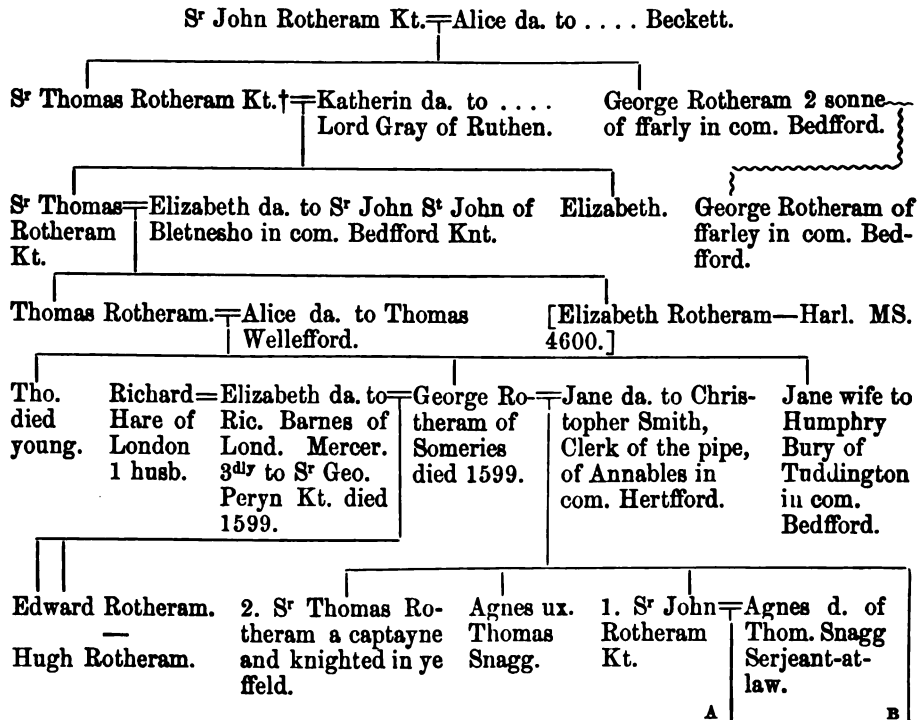 Sʳ John Rotheram Kt.=Alice da. to . . . . Beckett.
Sʳ Thomas Rotheram Kt.†=Katherin da. to . . . .
Lord Gray of Ruthen.
George Rotheram 2 sonne
of ffarly in com. Bedfford.
Sʳ Thomas=
Rotheram
Kt.
Elizabeth da. to Sʳ John Sᵗ John of
Bletnesho in com. Bedfford Knt.
Elizabeth.
George Rotheram of
ffarley in com. Bed-
fford.
Thomas Rotheram.=Alice da. to Thomas
Wellefford.
[Elizabeth Rotheram—Harl. MS.
4600.]
Tho.
died
young.
Richard=
Hare of
London
1 husb.
Elizabeth da. to=
Ric. Barnes of
Lond. Mercer.
3ᵈˡʸ to Sʳ Geo.
Peryn Kt. died
1599.
George Ro-=
theram of
Someries
died 1599.
Jane da. to Chris-
topher Smith,
Clerk of the pipe,
of Annables in
com. Hertfford.
Jane wife to
Humphry
Bury of
Tuddington
in com.
Bedfford.
Edward Rotheram.
—
Hugh Rotheram.
2. Sʳ Thomas Ro-
theram a captayne
and knighted in ye
ffeld.
Agnes ux.
Thomas
Snagg.
1. Sʳ John=
Rotheram
Kt.
Agnes d. of
Thom. Snagg
Serjeant-at-
law.
A
B